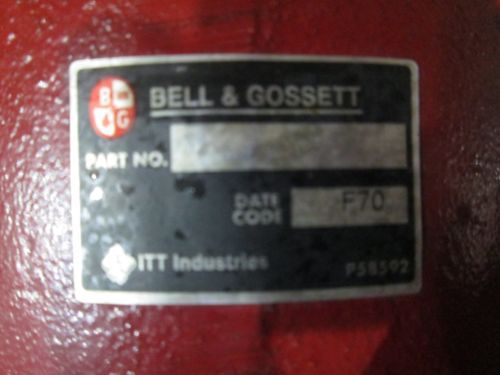 B G
BELL & GOSSETT
PART NO.
DATE CODE F70
ITT Industries
P58592